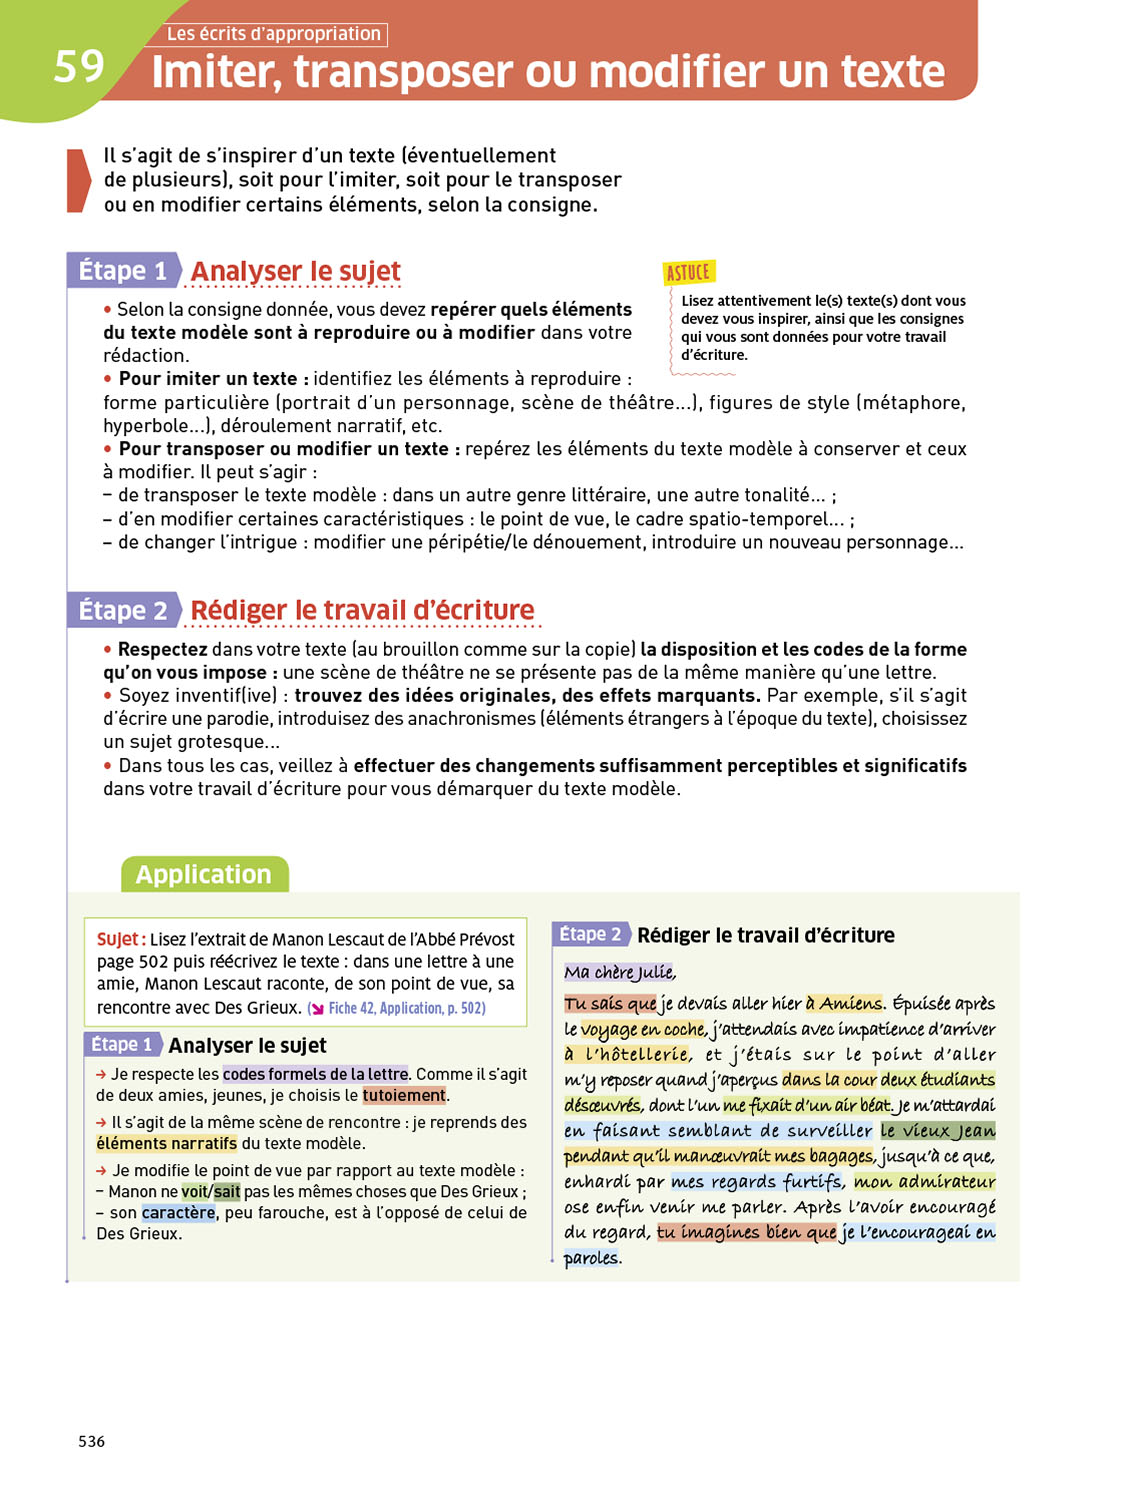 Les écrits d’appropriation
59
Imiter, transposer ou modifier un texte
Il s’agit de s’inspirer d’un texte (éventuellement
de plusieurs), soit pour l’imiter, soit pour le transposer
ou en modifier certains éléments, selon la consigne.
Étape 1 Analyser le sujet
• Selon la consigne donnée, vous devez repérer quels éléments
du texte modèle sont à reproduire ou à modifier dans votre
rédaction.
ASTUCE
Lisez attentivement le(s) texte(s) dont vous
devez vous inspirer, ainsi que les consignes
qui vous sont données pour votre travail
d’écriture.
• Pour imiter un texte : identifiez les éléments à reproduire :
forme particulière (portrait d’un personnage, scène de théâtre...), figures de style (métaphore,
hyperbole...), déroulement narratif, etc.
• Pour transposer ou modifier un texte : repérez les éléments du texte modèle à conserver et ceux
à modifier. Il peut s’agir :
– de transposer le texte modèle : dans un autre genre littéraire, une autre tonalité... ;
– d’en modifier certaines caractéristiques : le point de vue, le cadre spatio-temporel... ;
– de changer l’intrigue : modifier une péripétie/le dénouement, introduire un nouveau personnage...
Étape 2 Rédiger le travail d’écriture
• Respectez dans votre texte (au brouillon comme sur la copie) la disposition et les codes de la forme
qu’on vous impose : une scène de théâtre ne se présente pas de la même manière qu’une lettre.
• Soyez inventif(ive) : trouvez des idées originales, des effets marquants. Par exemple, s’il s’agit
d’écrire une parodie, introduisez des anachronismes (éléments étrangers à l’époque du texte), choisissez
un sujet grotesque...
• Dans tous les cas, veillez à effectuer des changements suffisamment perceptibles et significatifs
dans votre travail d’écriture pour vous démarquer du texte modèle.
Application
Sujet : Lisez l’extrait de Manon Lescaut de l’Abbé Prévost
page 502 puis réécrivez le texte : dans une lettre à une
amie, Manon Lescaut raconte, de son point de vue, sa
rencontre avec Des Grieux. (➘ Fiche 42, Application, p. 502)
Étape 1 Analyser le sujet
→ Je respecte les codes formels de la lettre. Comme il s’agit
de deux amies, jeunes, je choisis le tutoiement.
→ Il s’agit de la même scène de rencontre : je reprends des
éléments narratifs du texte modèle.
→ Je modifie le point de vue par rapport au texte modèle :
– Manon ne voit/sait pas les mêmes choses que Des Grieux ;
– son caractère, peu farouche, est à l’opposé de celui de
Des Grieux.
Étape 2 Rédiger le travail d’écriture
Ma chère Julie,
Tu sais que je devais aller hier à Amiens. Épuisée après
le voyage en coche, j’attendais avec impatience d’arriver
à l’hôtellerie, et j’étais sur le point d’aller
m’y reposer quand j’aperçus dans la cour deux étudiants
désœuvrés, dont l’un me fixait d’un air béat. Je m’attardai
en faisant semblant de surveiller le vieux Jean
pendant qu’il manœuvrait mes bagages, jusqu’à ce que,
enhardi par mes regards furtifs, mon admirateur
ose enfin venir me parler. Après l’avoir encouragé
du regard, tu imagines bien que je l’encourageai en
paroles.
536